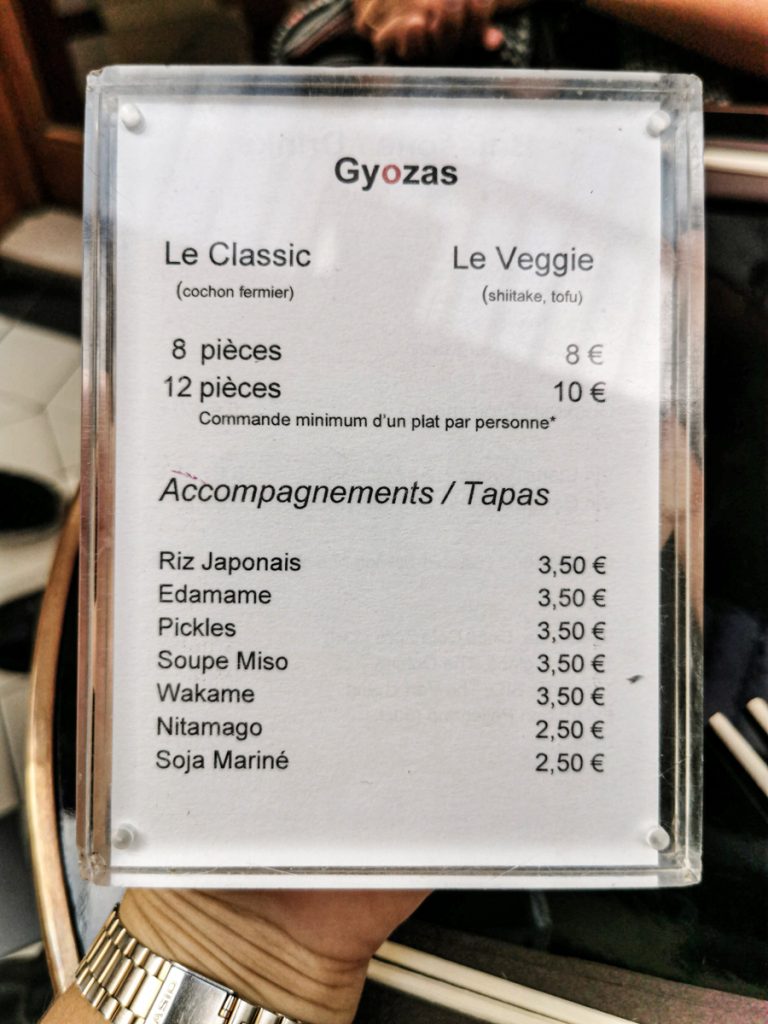 Gyozas
Le Classic Le Veggie
(cochon fermier) (shiitake, tofu)
8 pièces 8 €
12 pièces 10 €
Commande minimum d'un plat par personne*
Accompagnements / Tapas
Riz Japonais 3,50 €
Edamame 3,50 €
Pickles 3,50 €
Soupe Miso 3,50 €
Wakame 3,50 €
Nitamago 2,50 €
Soja Mariné 2,50 €
CASIO